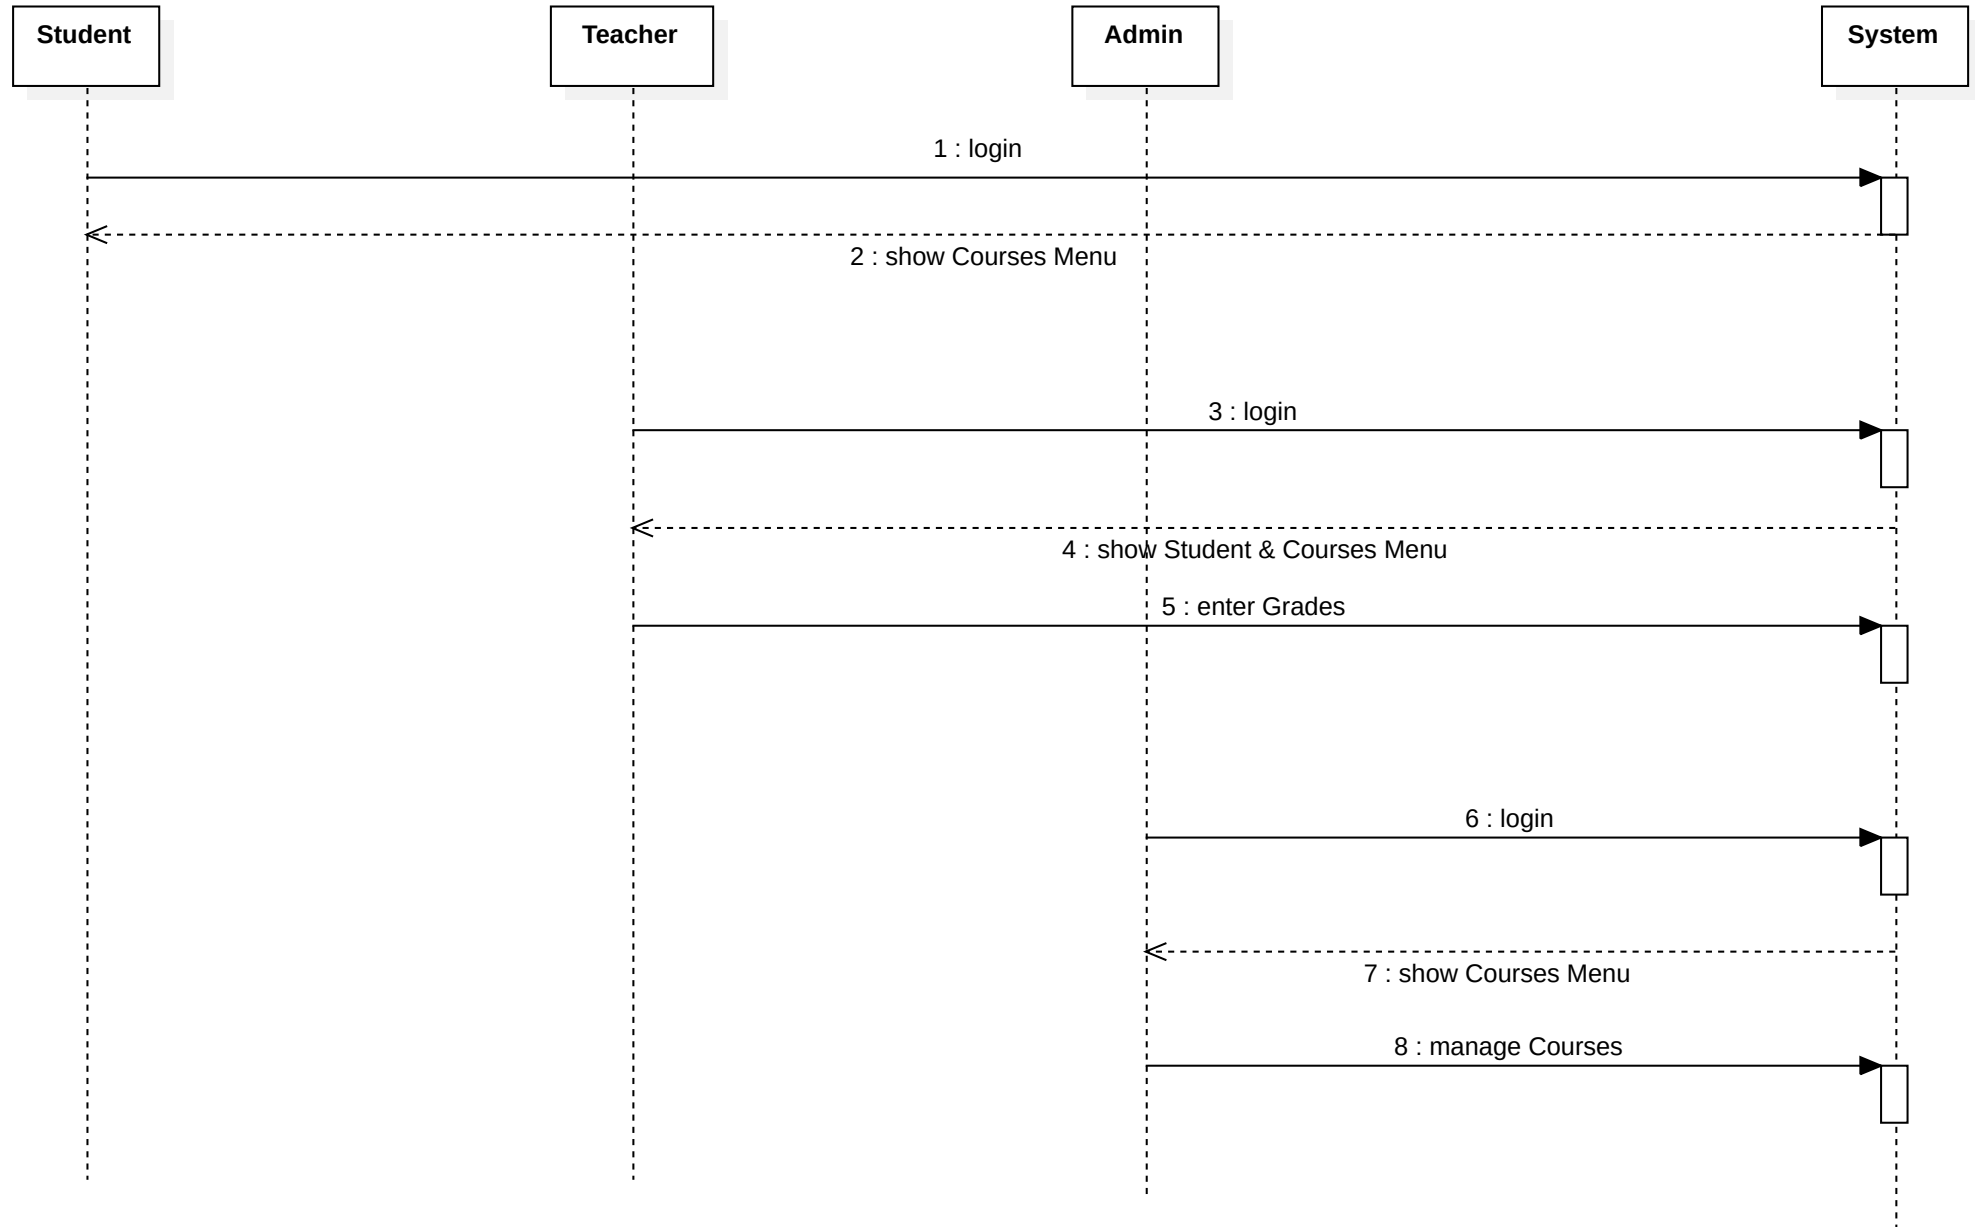 Student
Teacher
Admin
System
1 : login
2 : show Courses Menu
3 : login
4 : show Student & Courses Menu
5 : enter Grades
6 : login
7 : show Courses Menu
8 : manage Courses